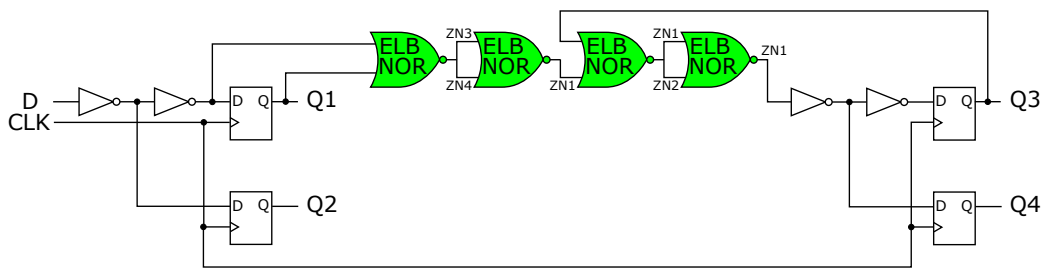 ZN3 ZN1
ELB NOR ELB NOR ELB NOR ELB NOR ZN1
ZN4 ZN1 ZN2
D D Q Q1 D Q Q3
CLK
D Q Q2 D Q Q4